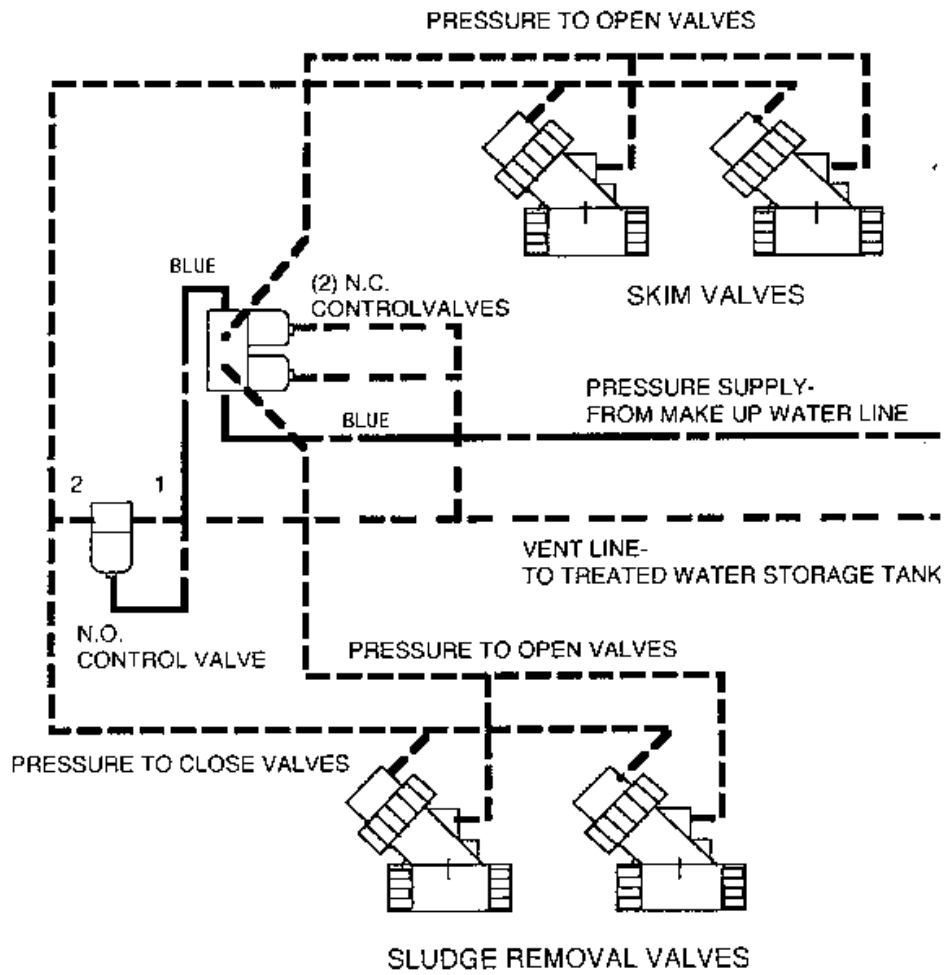 PRESSURE TO OPEN VALVES
BLUE
(2) N.C.
CONTROLVALVES
SKIM VALVES
PRESSURE SUPPLY-
FROM MAKE UP WATER LINE
BLUE
2 1
VENT LINE-
TO TREATED WATER STORAGE TANK
N.O.
CONTROL VALVE
PRESSURE TO OPEN VALVES
PRESSURE TO CLOSE VALVES
SLUDGE REMOVAL VALVES